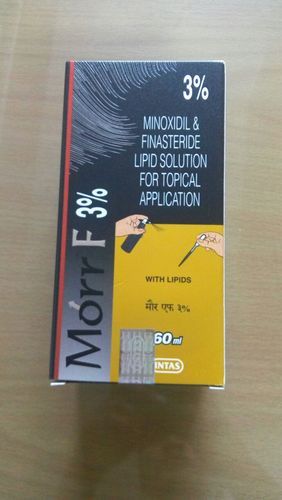 3%
MINOXIDIL &
FINASTERIDE
LIPID SOLUTION
FOR TOPICAL
APPLICATION
Morr F 3%
WITH LIPIDS
मौर एफ ३%
60 ml
INTAS